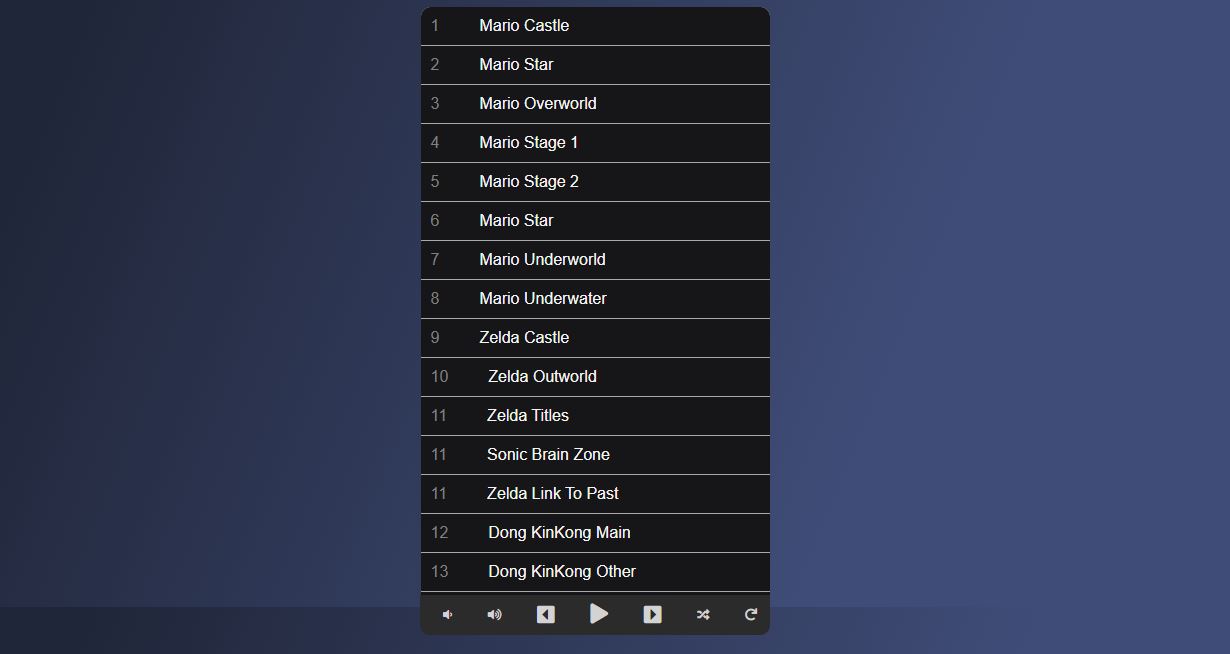 1 Mario Castle
2 Mario Star
3 Mario Overworld
4 Mario Stage 1
5 Mario Stage 2
6 Mario Star
7 Mario Underworld
8 Mario Underwater
9 Zelda Castle
10 Zelda Outworld
11 Zelda Titles
11 Sonic Brain Zone
11 Zelda Link To Past
12 Dong KinKong Main
13 Dong KinKong Other